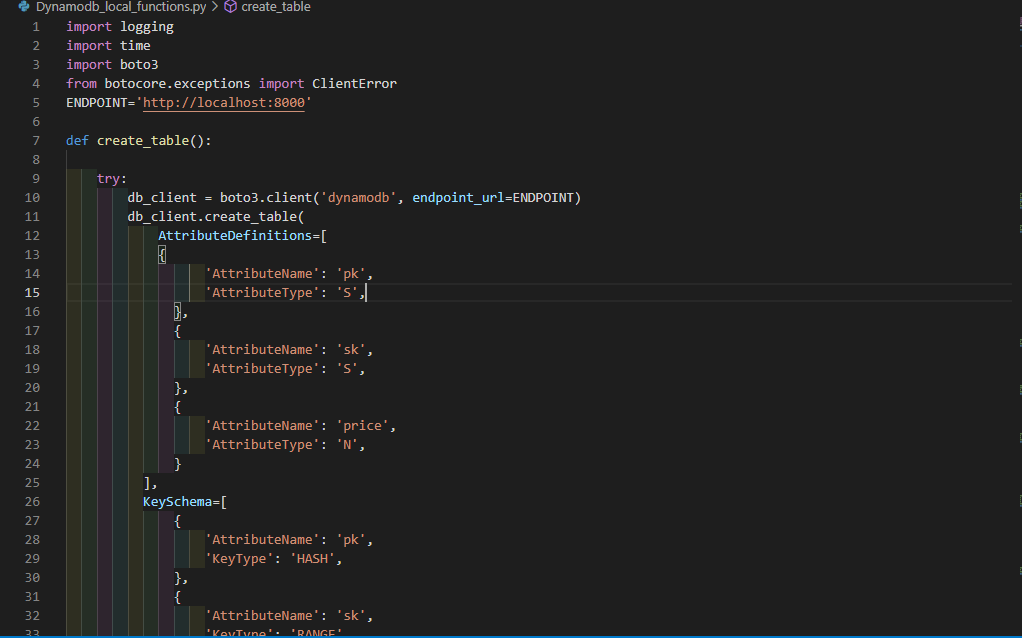 Dynamodb_local_functions.py > create_table
1 import logging
2 import time
3 import boto3
4 from botocore.exceptions import ClientError
5 ENDPOINT='http://localhost:8000'
6
7 def create_table():
8
9 try:
10 db_client = boto3.client('dynamodb', endpoint_url=ENDPOINT)
11 db_client.create_table(
12 AttributeDefinitions=[
13 {
14 'AttributeName': 'pk',
15 'AttributeType': 'S',
16 },
17 {
18 'AttributeName': 'sk',
19 'AttributeType': 'S',
20 },
21 {
22 'AttributeName': 'price',
23 'AttributeType': 'N',
24 }
25 ],
26 KeySchema=[
27 {
28 'AttributeName': 'pk',
29 'KeyType': 'HASH',
30 },
31 {
32 'AttributeName': 'sk',
33 'KeyType': 'RANGE'